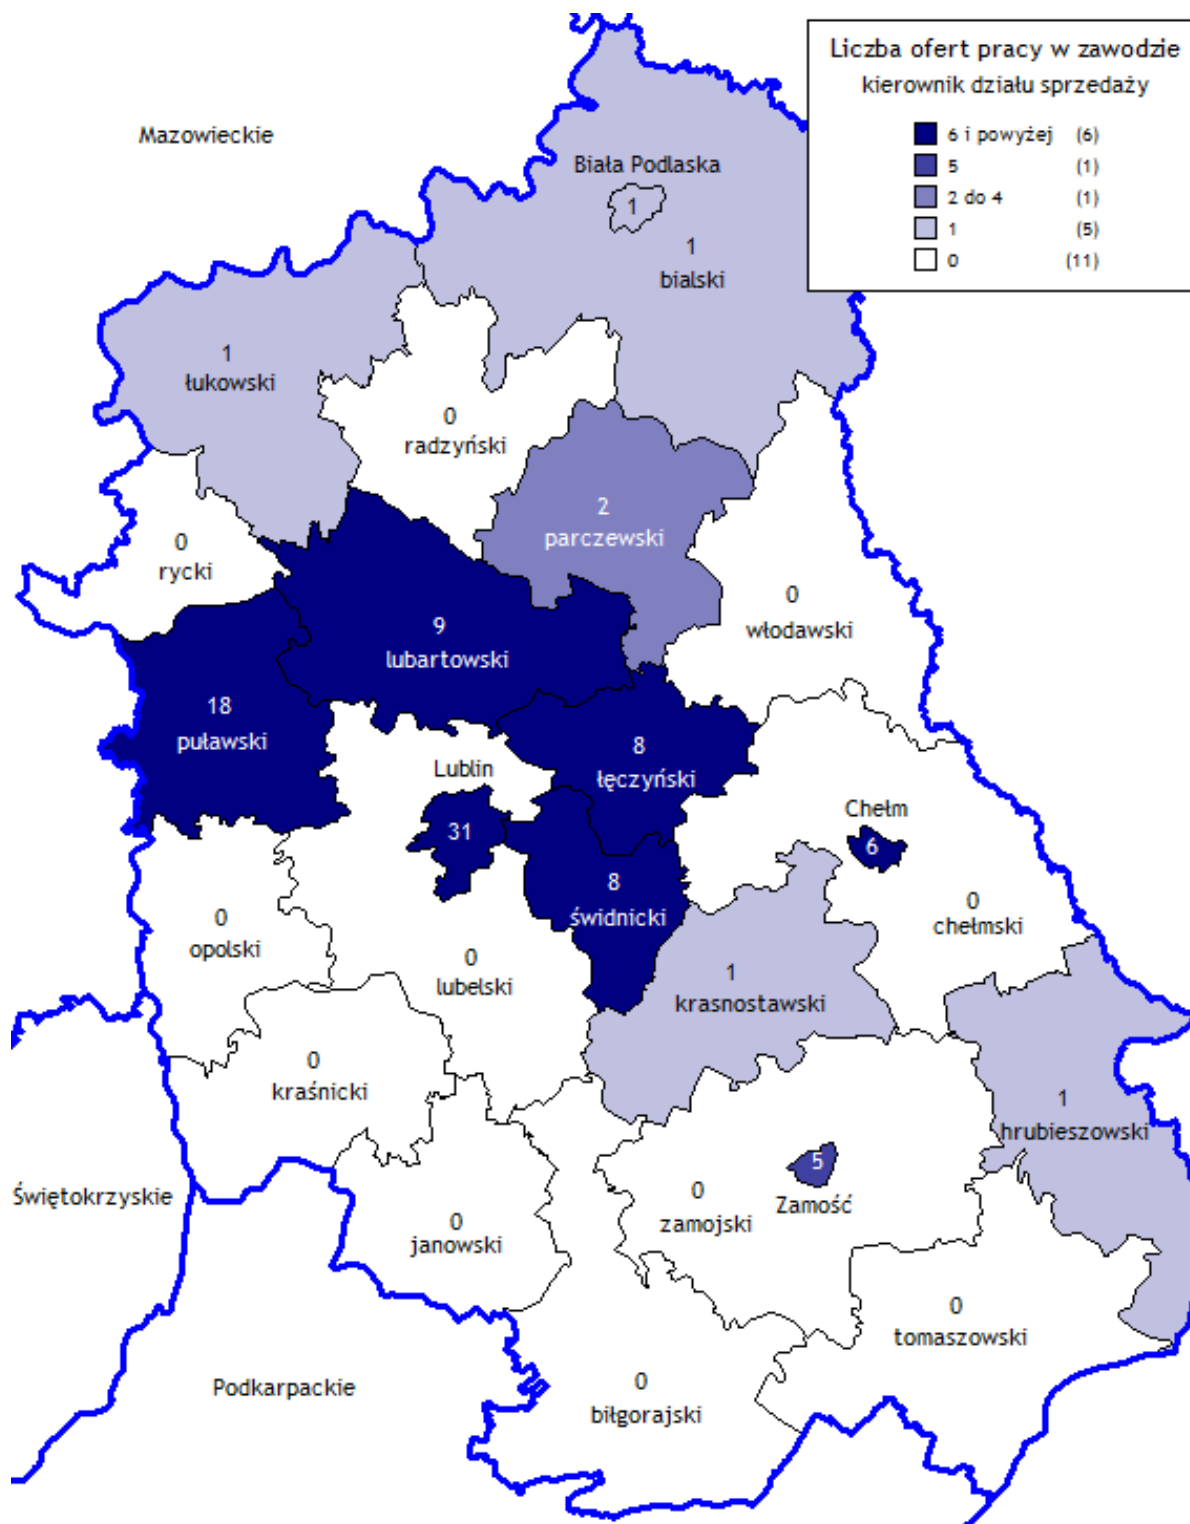 Liczba ofert pracy w zawodzie
kierownik działu sprzedaży
6 i powyżej (6)
5 (1)
2 do 4 (1)
1 (5)
0 (11)
Mazowieckie
Biała Podlaska
1
1
bialski
1
łukowski
0
radzyński
2
parczewski
0
rycki
0
włodawski
9
lubartowski
18
puławski
8
łęczyński
Lublin
31
Chełm
6
8
świdnicki
0
opolski
0
chełmski
0
lubelski
1
krasnostawski
0
kraśnicki
1
hrubieszowski
5
Zamość
0
zamojski
Świętokrzyskie
0
janowski
0
tomaszowski
Podkarpackie
0
biłgorajski